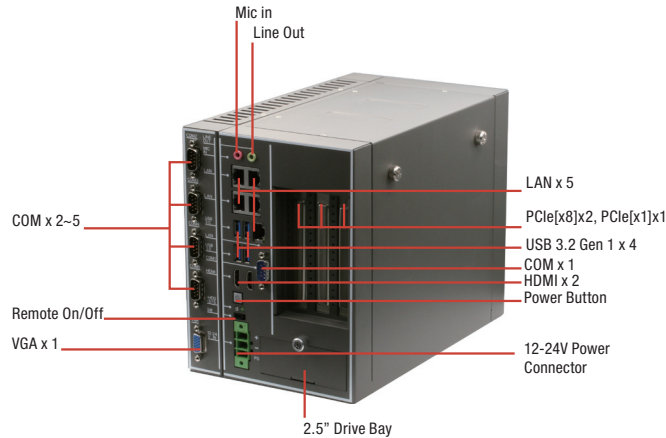 Mic in
Line Out
LAN x 5
PCIe[x8]x2, PCIe[x1]x1
COM x 2~5
USB 3.2 Gen 1 x 4
COM x 1
HDMI x 2
Power Button
Remote On/Off
VGA x 1
12-24V Power
Connector
2.5” Drive Bay